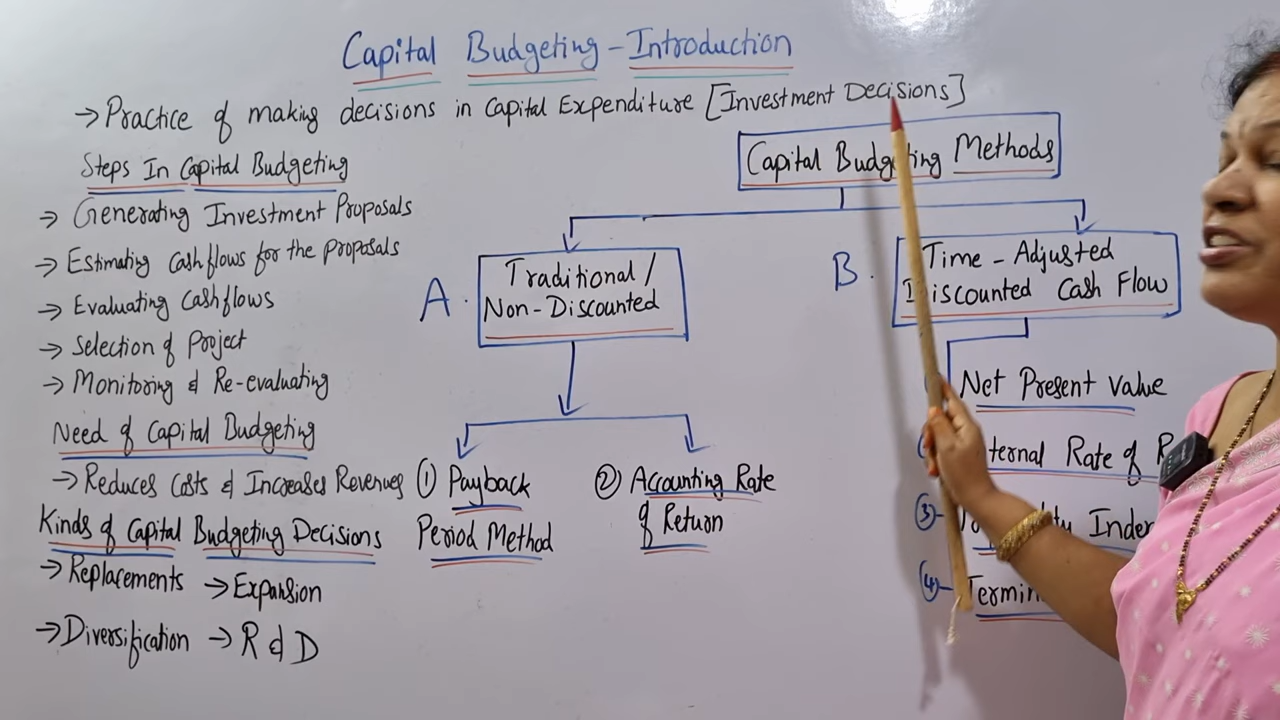 Capital Budgeting - Introduction
→ Practice of making decisions in Capital Expenditure [Investment Decisions]
Steps In Capital Budgeting
→ Generating Investment Proposals
→ Estimating Cashflows for the proposals
→ Evaluating Cashflows
→ Selection of Project
→ Monitoring & Re-evaluating
Need of Capital Budgeting
→ Reduces Costs & Increases Revenues
Kinds of Capital Budgeting Decisions
→ Replacements → Expansion
→ Diversification → R & D
Capital Budgeting Methods
A.
Traditional /
Non-Discounted
① Payback
Period Method
② Accounting Rate
of Return
B.
Time - Adjusted
Discounted Cash Flow
Net Present Value
Rate of
③-
④-